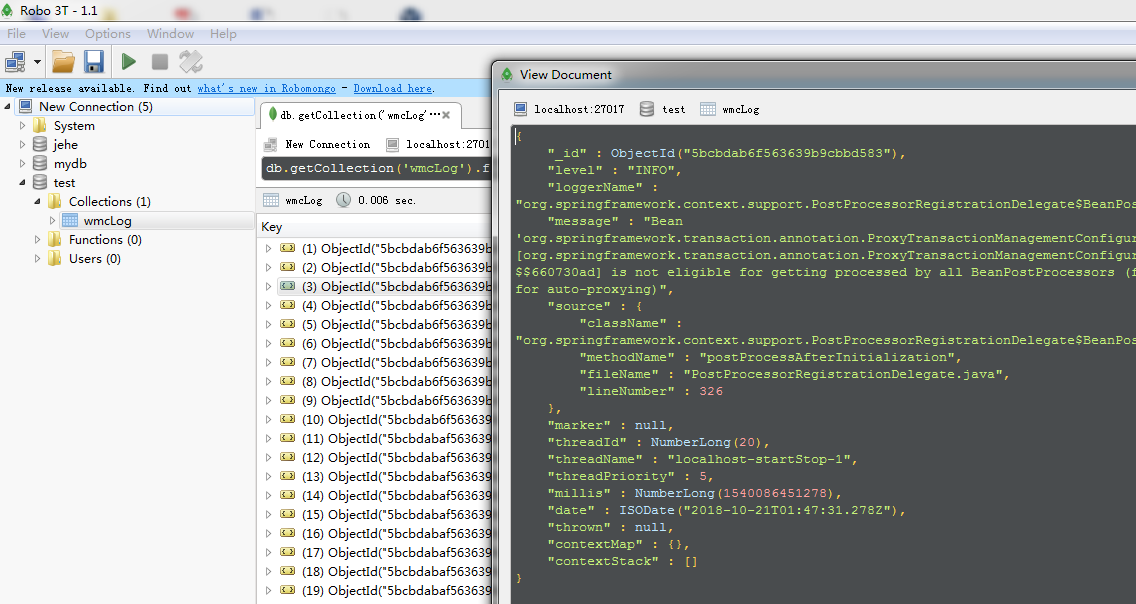 Robo 3T - 1.1
File View Options Window Help
New release available. Find out what's new in Robomongo - Download here.
New Connection (5)
System
jehe
mydb
test
Collections (1)
wmcLog
Functions (0)
Users (0)
db.getCollection('wmcLog'···
New Connection localhost:2701
db.getCollection('wmcLog').f
wmcLog 0.006 sec.
Key
(1) ObjectId("5bcbdab6f563639b
(2) ObjectId("5bcbdab6f563639b
(3) ObjectId("5bcbdab6f563639b
(4) ObjectId("5bcbdab6f563639b
(5) ObjectId("5bcbdab6f563639b
(6) ObjectId("5bcbdab6f563639b
(7) ObjectId("5bcbdab6f563639b
(8) ObjectId("5bcbdab6f563639b
(9) ObjectId("5bcbdab6f563639b
(10) ObjectId("5bcbdab6f563639
(11) ObjectId("5bcbdabaf563639
(12) ObjectId("5bcbdabaf563639
(13) ObjectId("5bcbdabaf563639
(14) ObjectId("5bcbdabaf563639
(15) ObjectId("5bcbdabaf563639
(16) ObjectId("5bcbdabaf563639
(17) ObjectId("5bcbdabaf563639
(18) ObjectId("5bcbdabaf563639
(19) ObjectId("5bcbdabaf563639
View Document
localhost:27017 test wmcLog
{
"_id" : ObjectId("5bcbdab6f563639b9cbbd583"),
"level" : "INFO",
"loggerName" :
"org.springframework.context.support.PostProcessorRegistrationDelegate$BeanPos
"message" : "Bean
'org.springframework.transaction.annotation.ProxyTransactionManagementConfigur
[org.springframework.transaction.annotation.ProxyTransactionManagementConfigur
$$660730ad] is not eligible for getting processed by all BeanPostProcessors (f
for auto-proxying)",
"source" : {
"className" :
"org.springframework.context.support.PostProcessorRegistrationDelegate$BeanPos
"methodName" : "postProcessAfterInitialization",
"fileName" : "PostProcessorRegistrationDelegate.java",
"lineNumber" : 326
},
"marker" : null,
"threadId" : NumberLong(20),
"threadName" : "localhost-startStop-1",
"threadPriority" : 5,
"millis" : NumberLong(1540086451278),
"date" : ISODate("2018-10-21T01:47:31.278Z"),
"thrown" : null,
"contextMap" : {},
"contextStack" : []
}